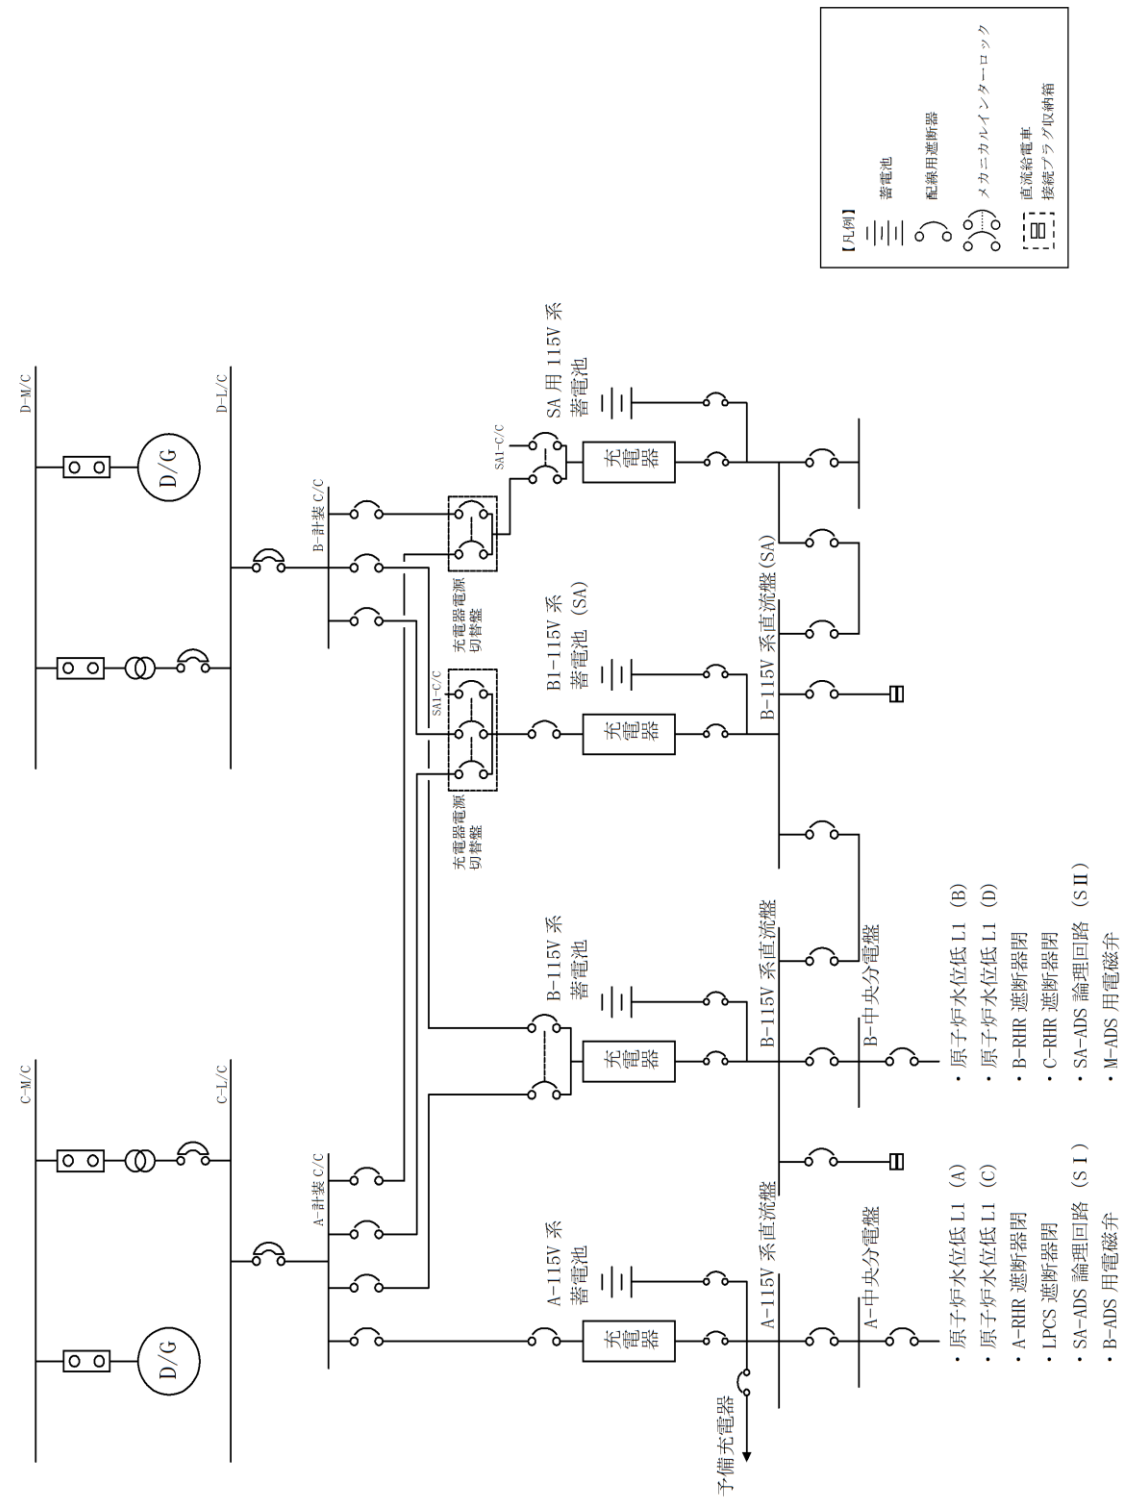 C-M/C
D-M/C
D/G
D/G
C-L/C
D-L/C
A-計装 C/C
B-計装 C/C
充電器電源
切替盤
SA1-C/C
充電器電源
切替盤
SA1-C/C
A-115V 系
蓄電池
B-115V 系
蓄電池
B1-115V 系
蓄電池 (SA)
SA 用 115V 系
蓄電池
充電器
充電器
充電器
充電器
予備充電器
A-115V 系直流盤
B-115V 系直流盤
B-115V 系直流盤(SA)
A-中央分電盤
B-中央分電盤
・原子炉水位低 L1 (A)
・原子炉水位低 L1 (C)
・A-RHR 遮断器閉
・LPCS 遮断器閉
・SA-ADS 論理回路 (SⅠ)
・B-ADS 用電磁弁
・原子炉水位低 L1 (B)
・原子炉水位低 L1 (D)
・B-RHR 遮断器閉
・C-RHR 遮断器閉
・SA-ADS 論理回路 (SⅡ)
・M-ADS 用電磁弁
【凡例】
蓄電池
配線用遮断器
メカニカルインターロック
直流給電車
接続プラグ収納箱